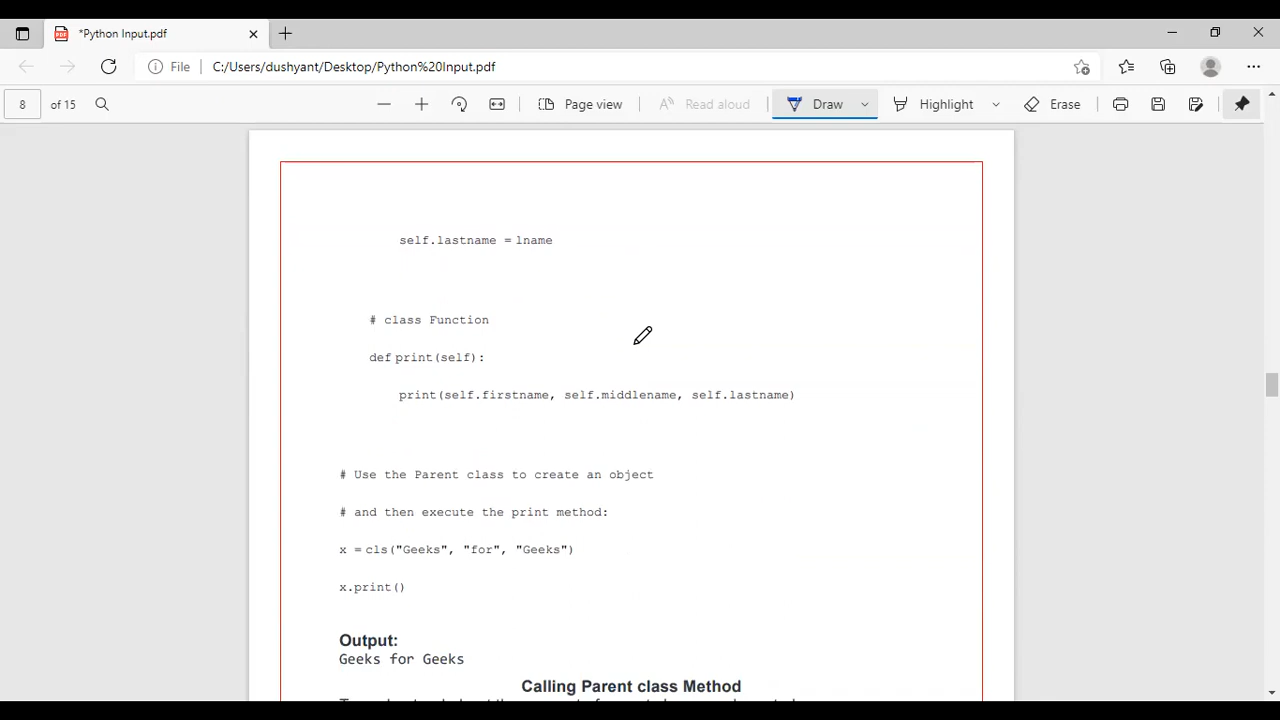 *Python Input.pdf
File C:/Users/dushyant/Desktop/Python%20Input.pdf
8 of 15 Page view Read aloud Draw Highlight Erase
self.lastname = lname
# class Function
def print(self):
print(self.firstname, self.middlename, self.lastname)
# Use the Parent class to create an object
# and then execute the print method:
x = cls("Geeks", "for", "Geeks")
x.print()
Output:
Geeks for Geeks
Calling Parent class Method